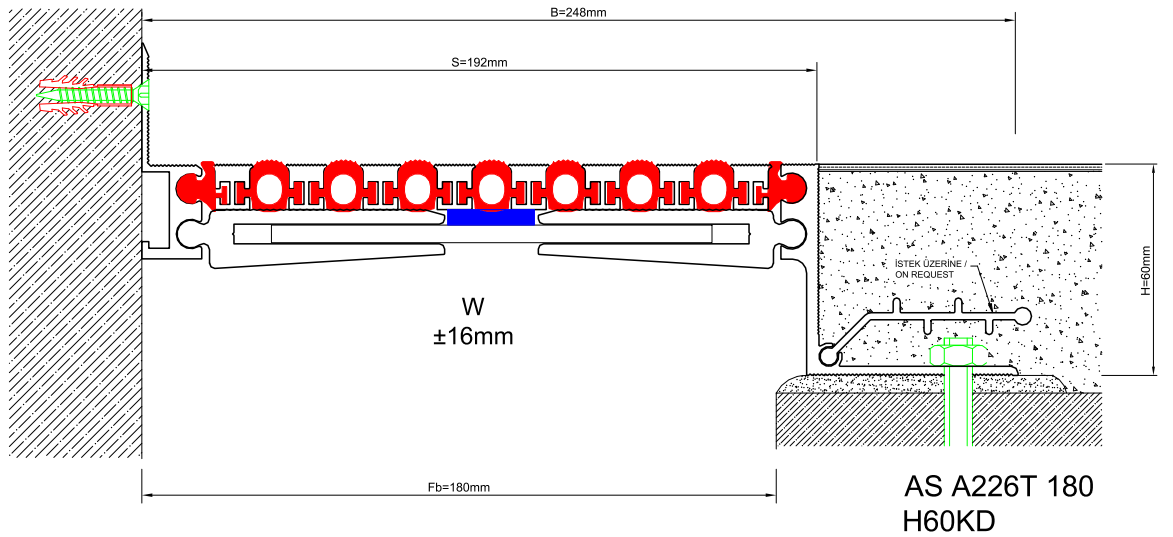 B=248mm
S=192mm
İSTEK ÜZERİNE /
ON REQUEST
H=60mm
W
±16mm
Fb=180mm
AS A226T 180
H60KD